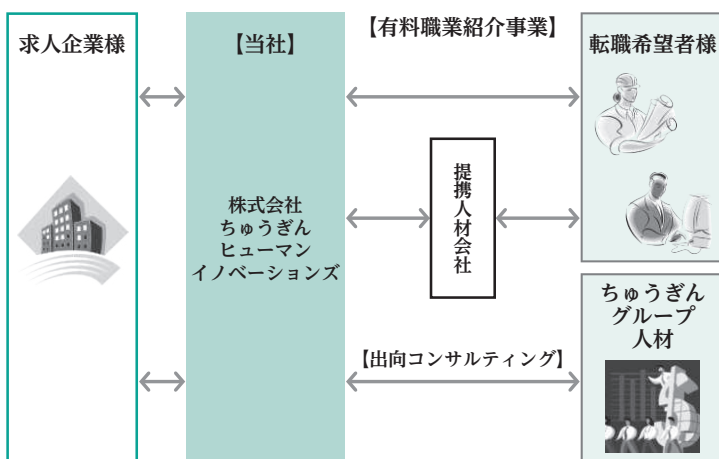 求人企業様
【当社】
【有料職業紹介事業】
転職希望者様
株式会社
ちゅうぎん
ヒューマン
イノベーションズ
提携人材会社
ちゅうぎん
グループ
人材
【出向コンサルティング】